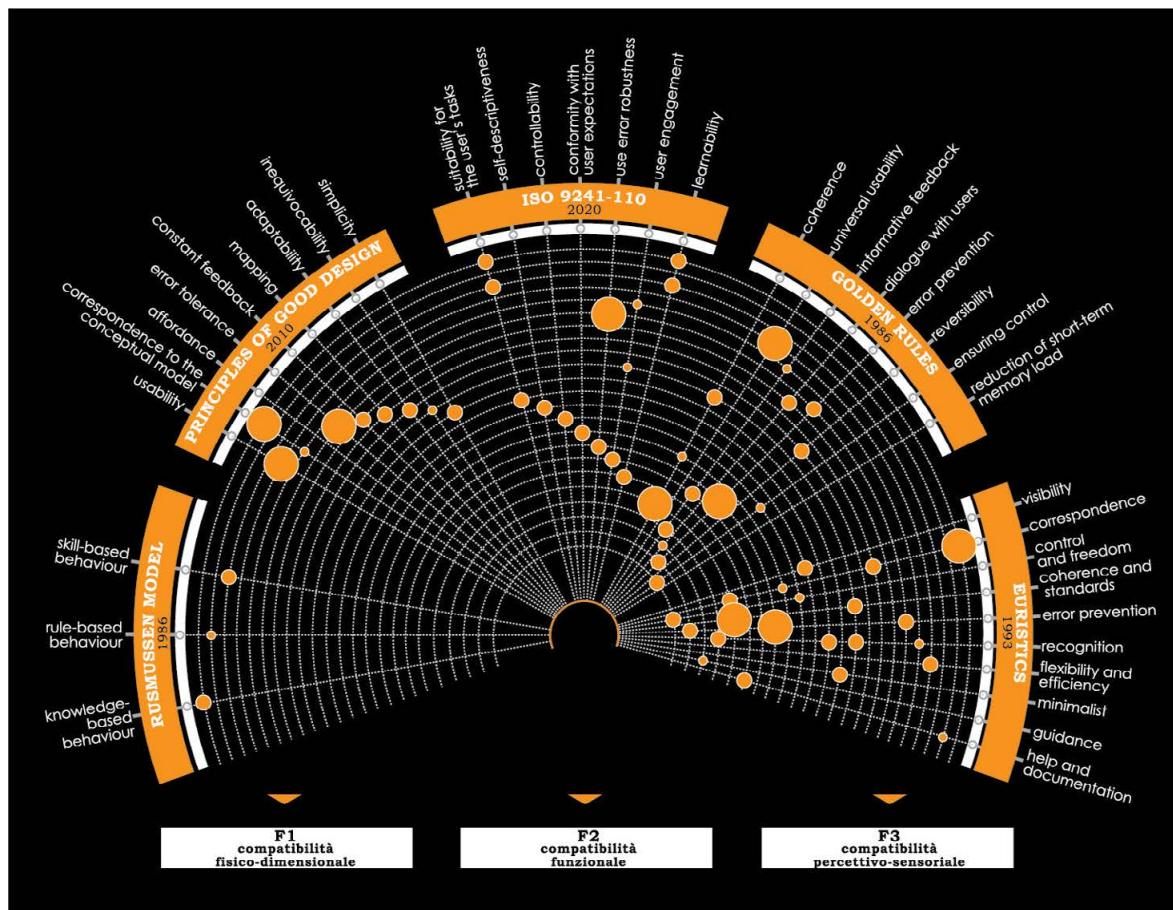 RUSMUSSEN MODEL
1986
skill-based
behaviour
rule-based
behaviour
knowledge-
based
behaviour
PRINCIPLES OF GOOD DESIGN
2010
usability
correspondence to the
conceptual model
affordance
error tolerance
constant feedback
mapping
adaptability
inequivocability
simplicity
ISO 9241-110
2020
suitability for
the user's tasks
self-descriptiveness
controllability
conformity with
user expectations
use error robustness
user engagement
learnability
GOLDEN RULES
1986
coherence
universal usability
informative feedback
dialogue with users
error prevention
reversibility
ensuring control
reduction of short-term
memory load
EURISTICS
1993
visibility
correspondence
control
and freedom
coherence and
standards
error prevention
recognition
flexibility and
efficiency
minimalist
guidance
help and
documentation
F1
compatibilità
fisico-dimensionale
F2
compatibilità
funzionale
F3
compatibilità
percettivo-sensoriale